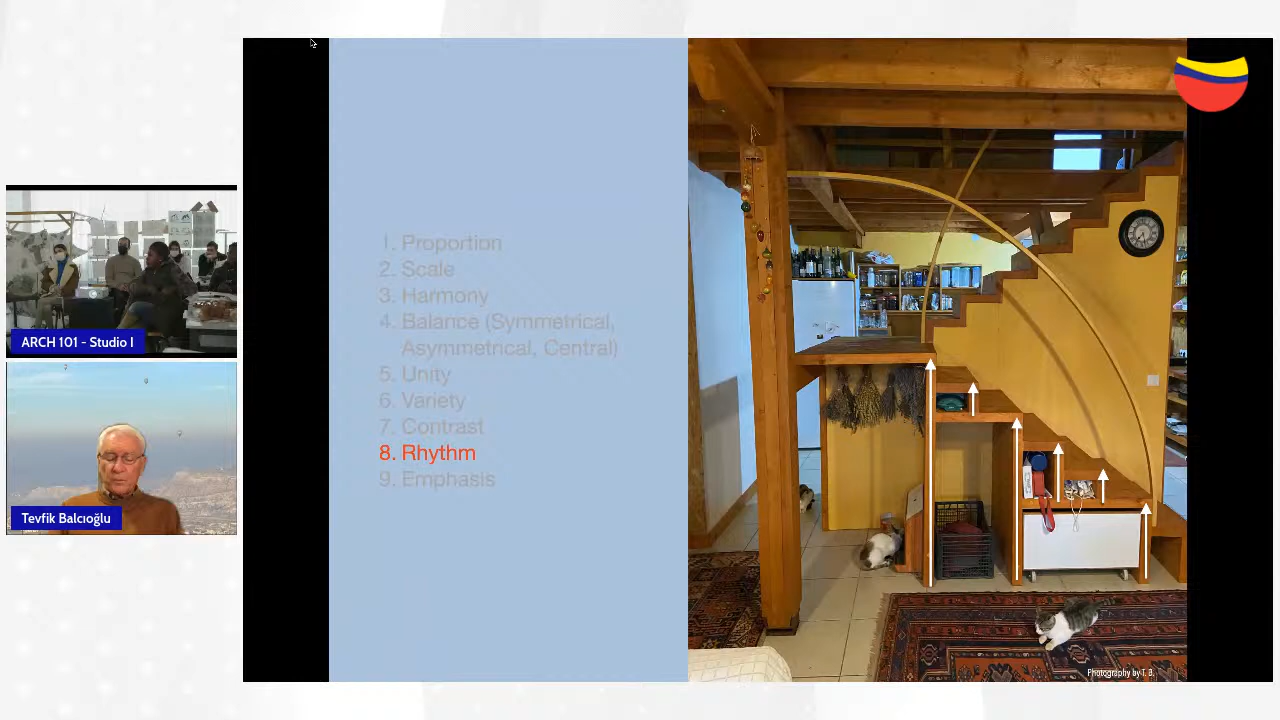 ARCH 101 - Studio I
Tevfik Balcıoğlu
1. Proportion
2. Scale
3. Harmony
4. Balance (Symmetrical,
Asymmetrical, Central)
5. Unity
6. Variety
7. Contrast
8. Rhythm
9. Emphasis
Photography by T. B.